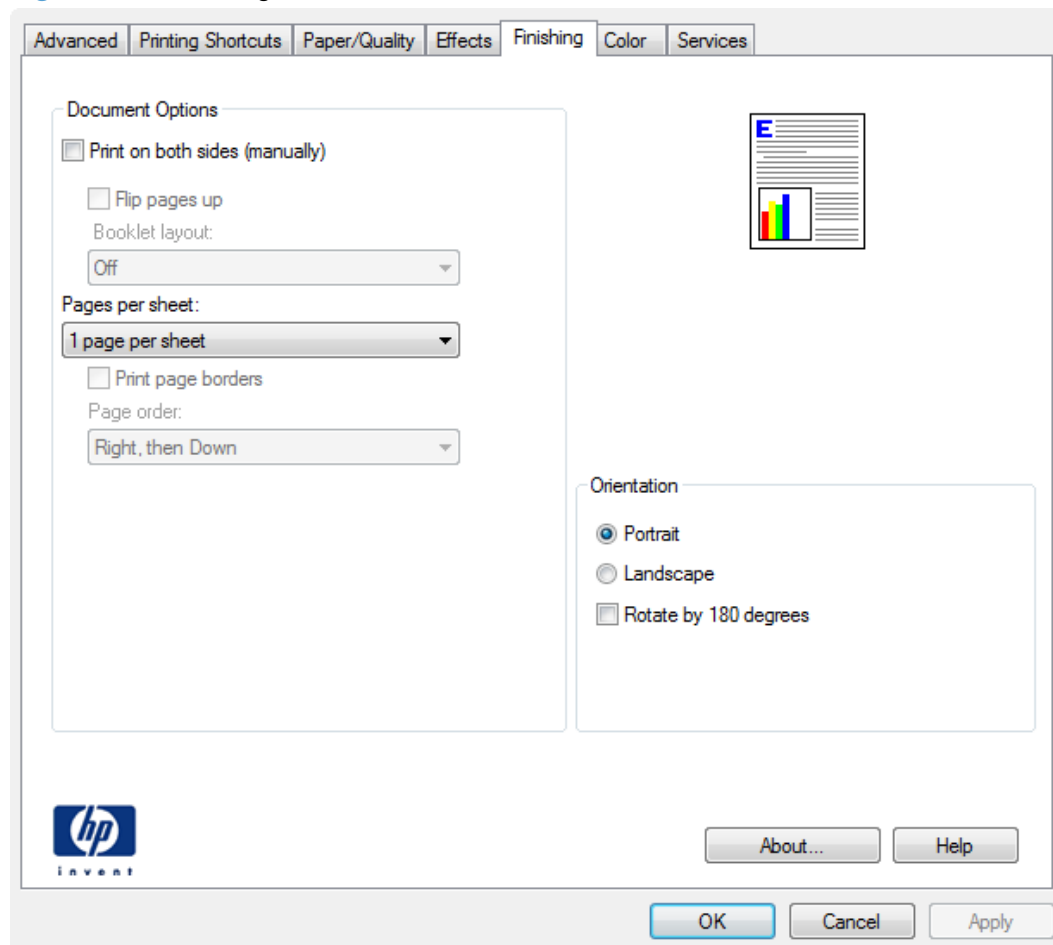 Advanced Printing Shortcuts Paper/Quality Effects Finishing Color Services
Document Options
Print on both sides (manually)
Flip pages up
Booklet layout:
Off
Pages per sheet:
1 page per sheet
Print page borders
Page order:
Right, then Down
E
Orientation
Portrait
Landscape
Rotate by 180 degrees
hp
invent
About... Help
OK Cancel Apply